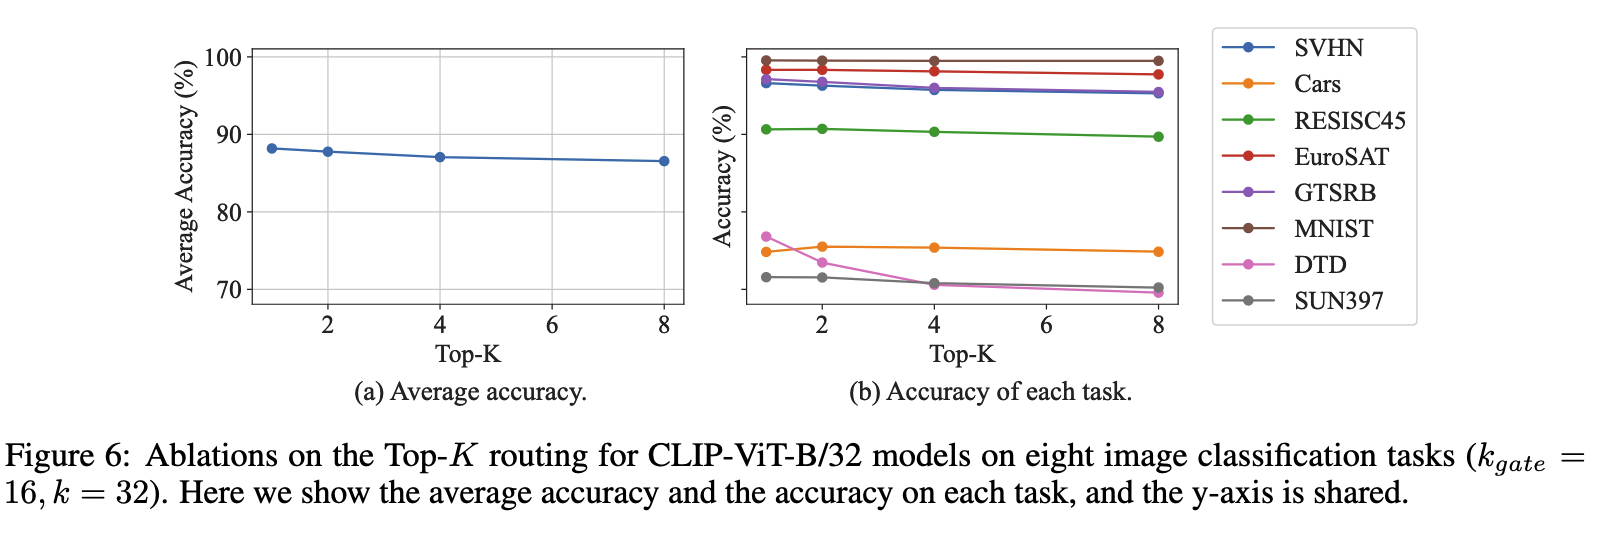 100
90
80
70
Average Accuracy (%)
2 4 6 8
Top-K
(a) Average accuracy.
Accuracy (%)
2 4 6 8
Top-K
(b) Accuracy of each task.
SVHN
Cars
RESISC45
EuroSAT
GTSRB
MNIST
DTD
SUN397
Figure 6: Ablations on the Top-K routing for CLIP-ViT-B/32 models on eight image classification tasks (k_gate =
16, k = 32). Here we show the average accuracy and the accuracy on each task, and the y-axis is shared.